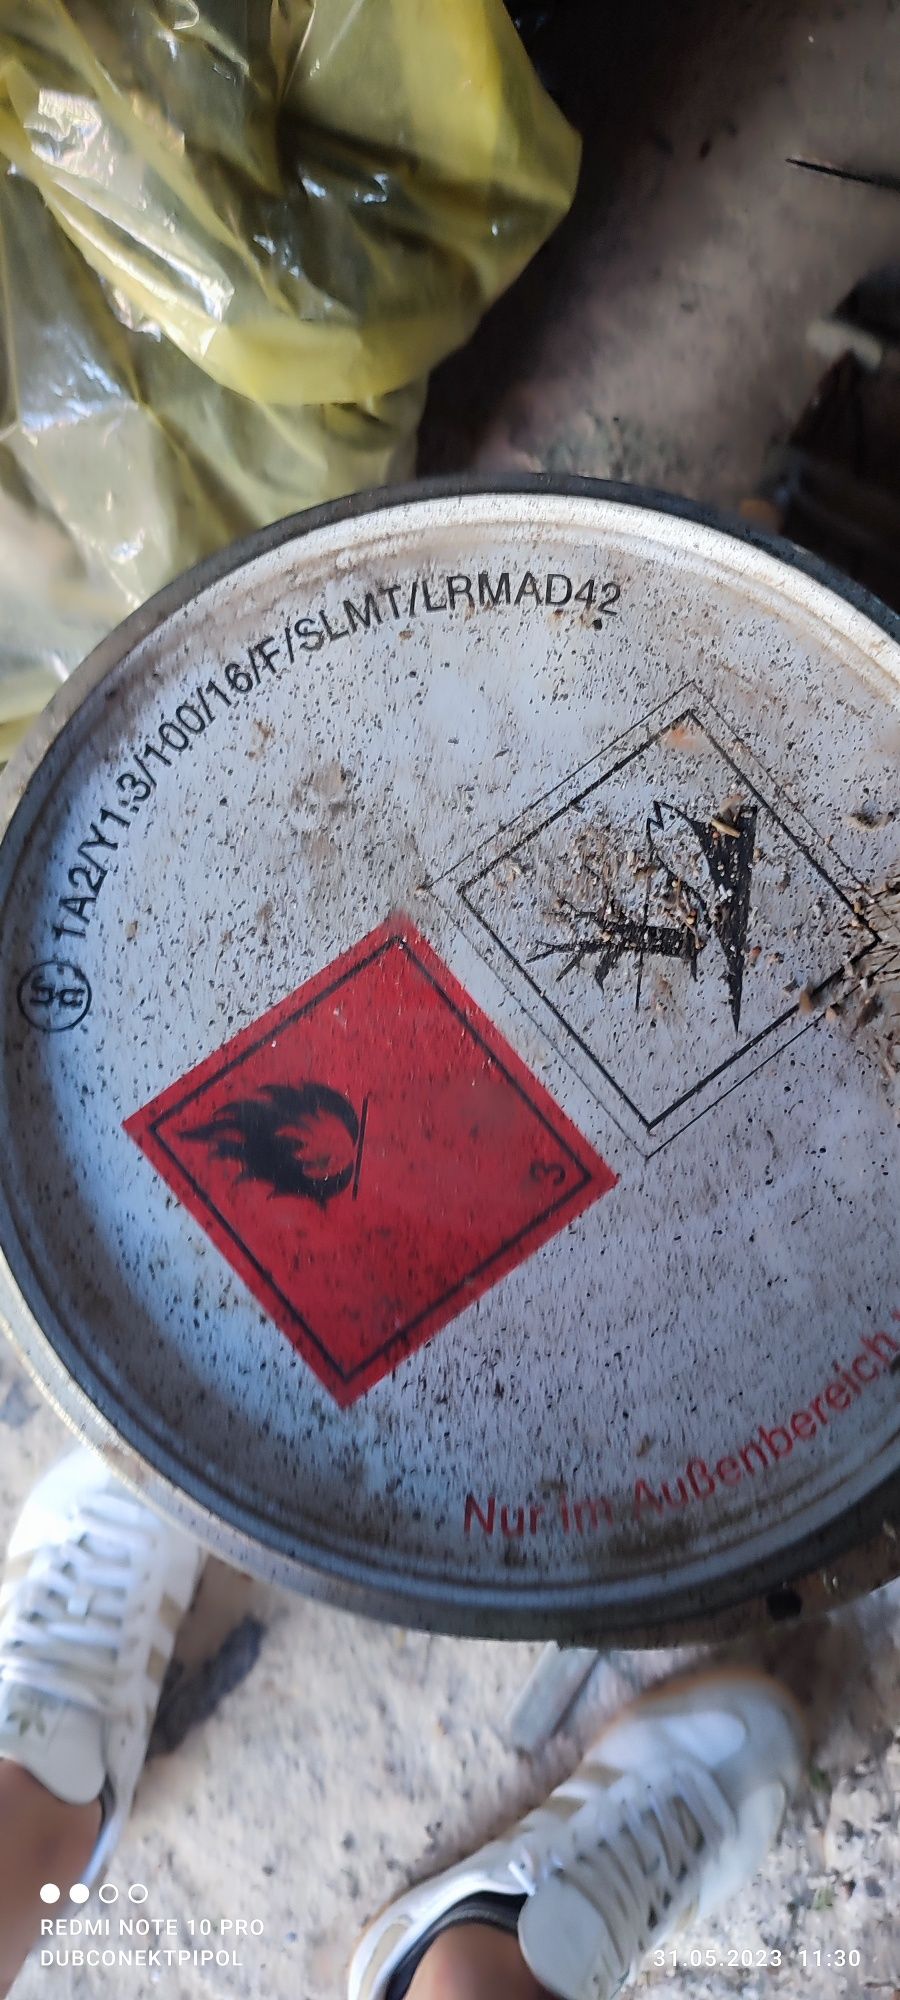 1A2/Y1.3/100/16/F/SLMT/LRMAD42
3
Nur im Außenbereich
REDMI NOTE 10 PRO
DUBCONEKTPIPOL
31.05.2023 11:30